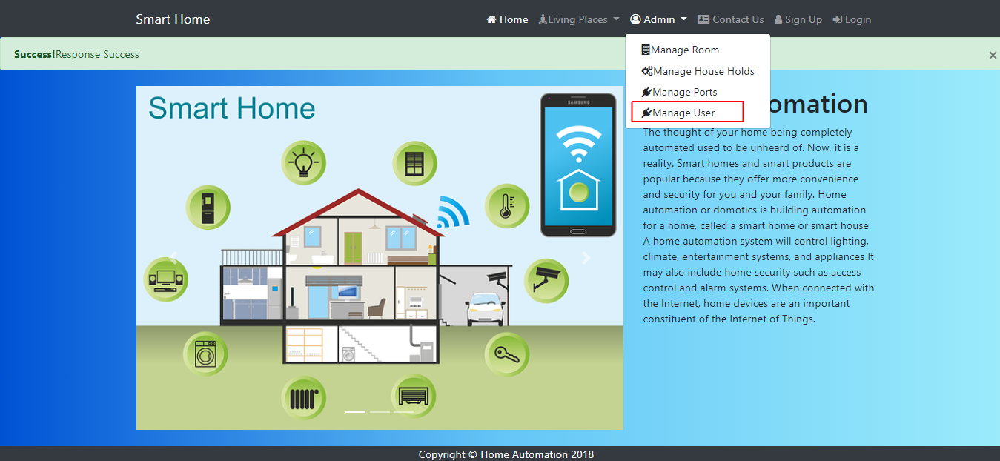 Smart Home
Home Living Places Admin Contact Us Sign Up Login
Success!Response Success
×
Manage Room
Manage House Holds
Manage Ports
Manage User
Smart Home
SAMSUNG
omation
The thought of your home being completely
automated used to be unheard of. Now, it is a
reality. Smart homes and smart products are
popular because they offer more convenience
and security for you and your family. Home
automation or domotics is building automation
for a home, called a smart home or smart house.
A home automation system will control lighting,
climate, entertainment systems, and appliances It
may also include home security such as access
control and alarm systems. When connected with
the Internet, home devices are an important
constituent of the Internet of Things.
Copyright © Home Automation 2018